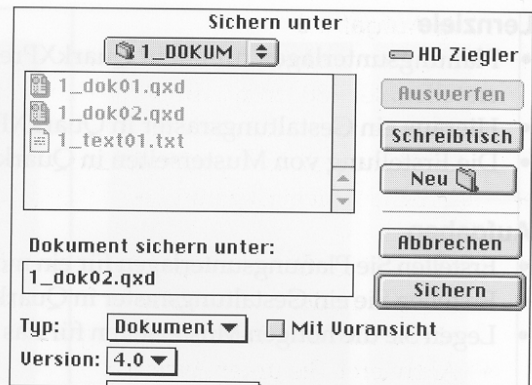 Sichern unter
1_DOKUM
HD Ziegler
1_dok01.qxd
1_dok02.qxd
1_text01.txt
Auswerfen
Schreibtisch
Neu
Dokument sichern unter:
1_dok02.qxd
Abbrechen
Sichern
Typ: Dokument
Mit Voransicht
Version: 4.0